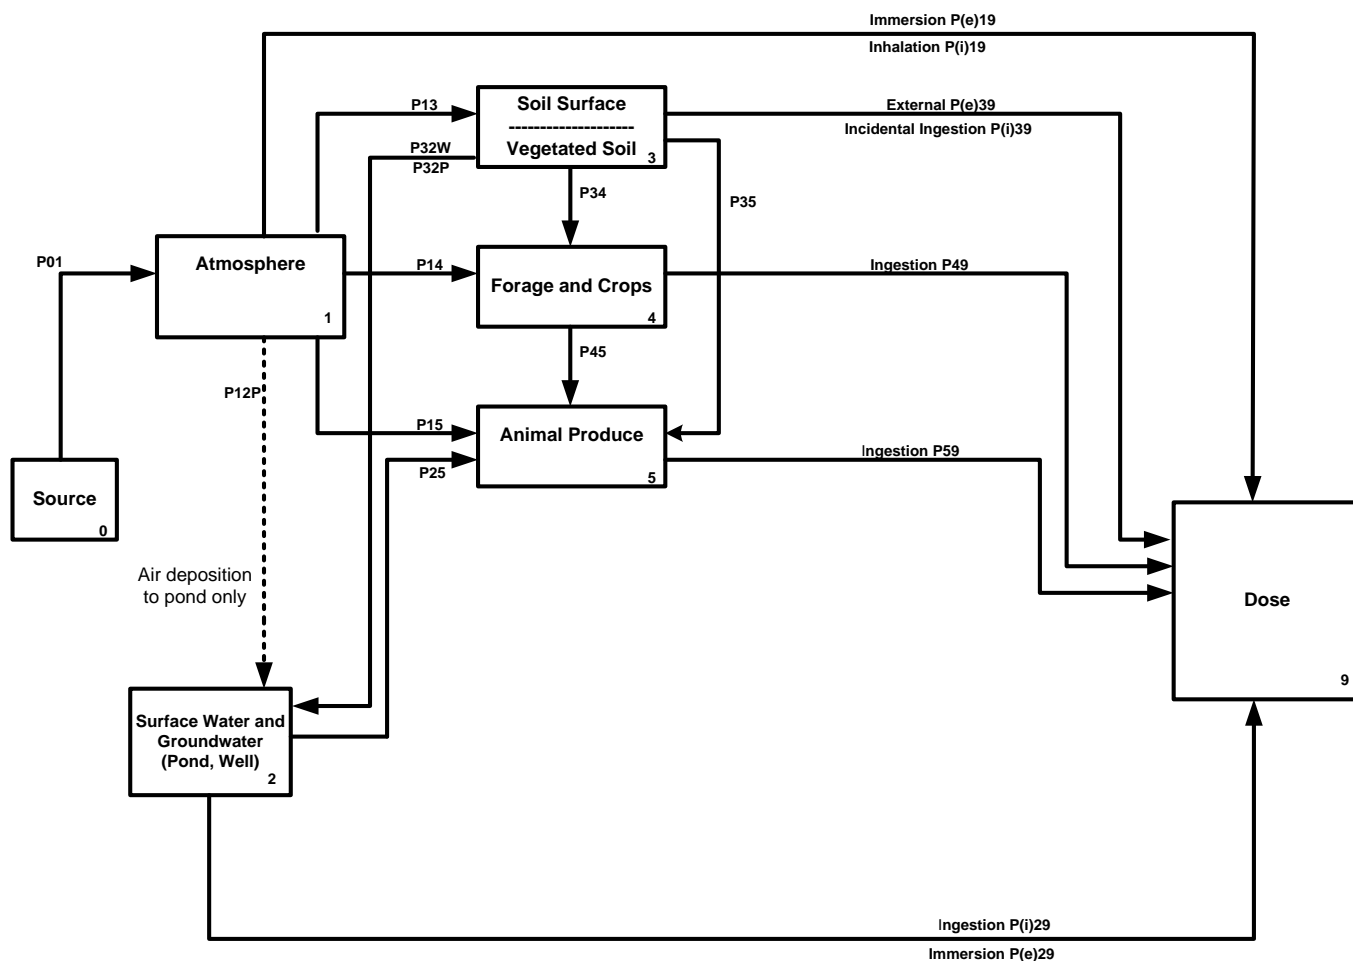 Immersion P(e)19
Inhalation P(i)19
P13
Soil Surface
---------------------
Vegetated Soil
3
External P(e)39
Incidental Ingestion P(i)39
P32W
P32P
P34
P35
P01
Atmosphere
1
P14
Forage and Crops
4
Ingestion P49
P45
P12P
P15
Animal Produce
5
P25
Ingestion P59
Source
0
Air deposition
to pond only
Dose
9
Surface Water and
Groundwater
(Pond, Well)
2
Ingestion P(i)29
Immersion P(e)29